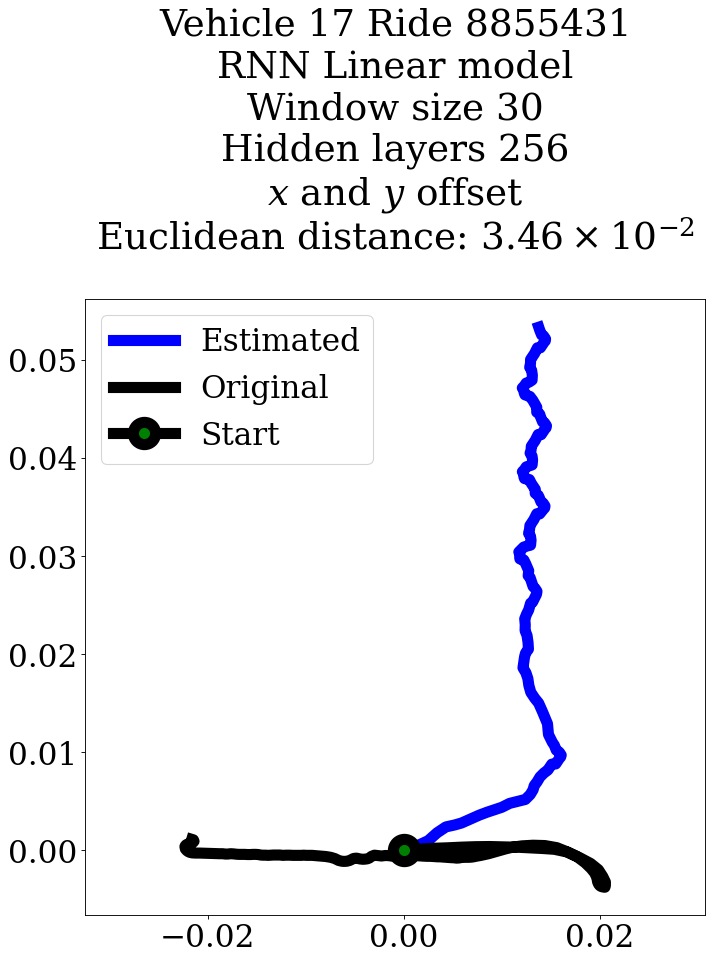 Vehicle 17 Ride 8855431
RNN Linear model
Window size 30
Hidden layers 256
x and y offset
Euclidean distance: 3.46 × 10⁻²
Estimated
Original
Start
0.05
0.04
0.03
0.02
0.01
0.00
−0.02 0.00 0.02